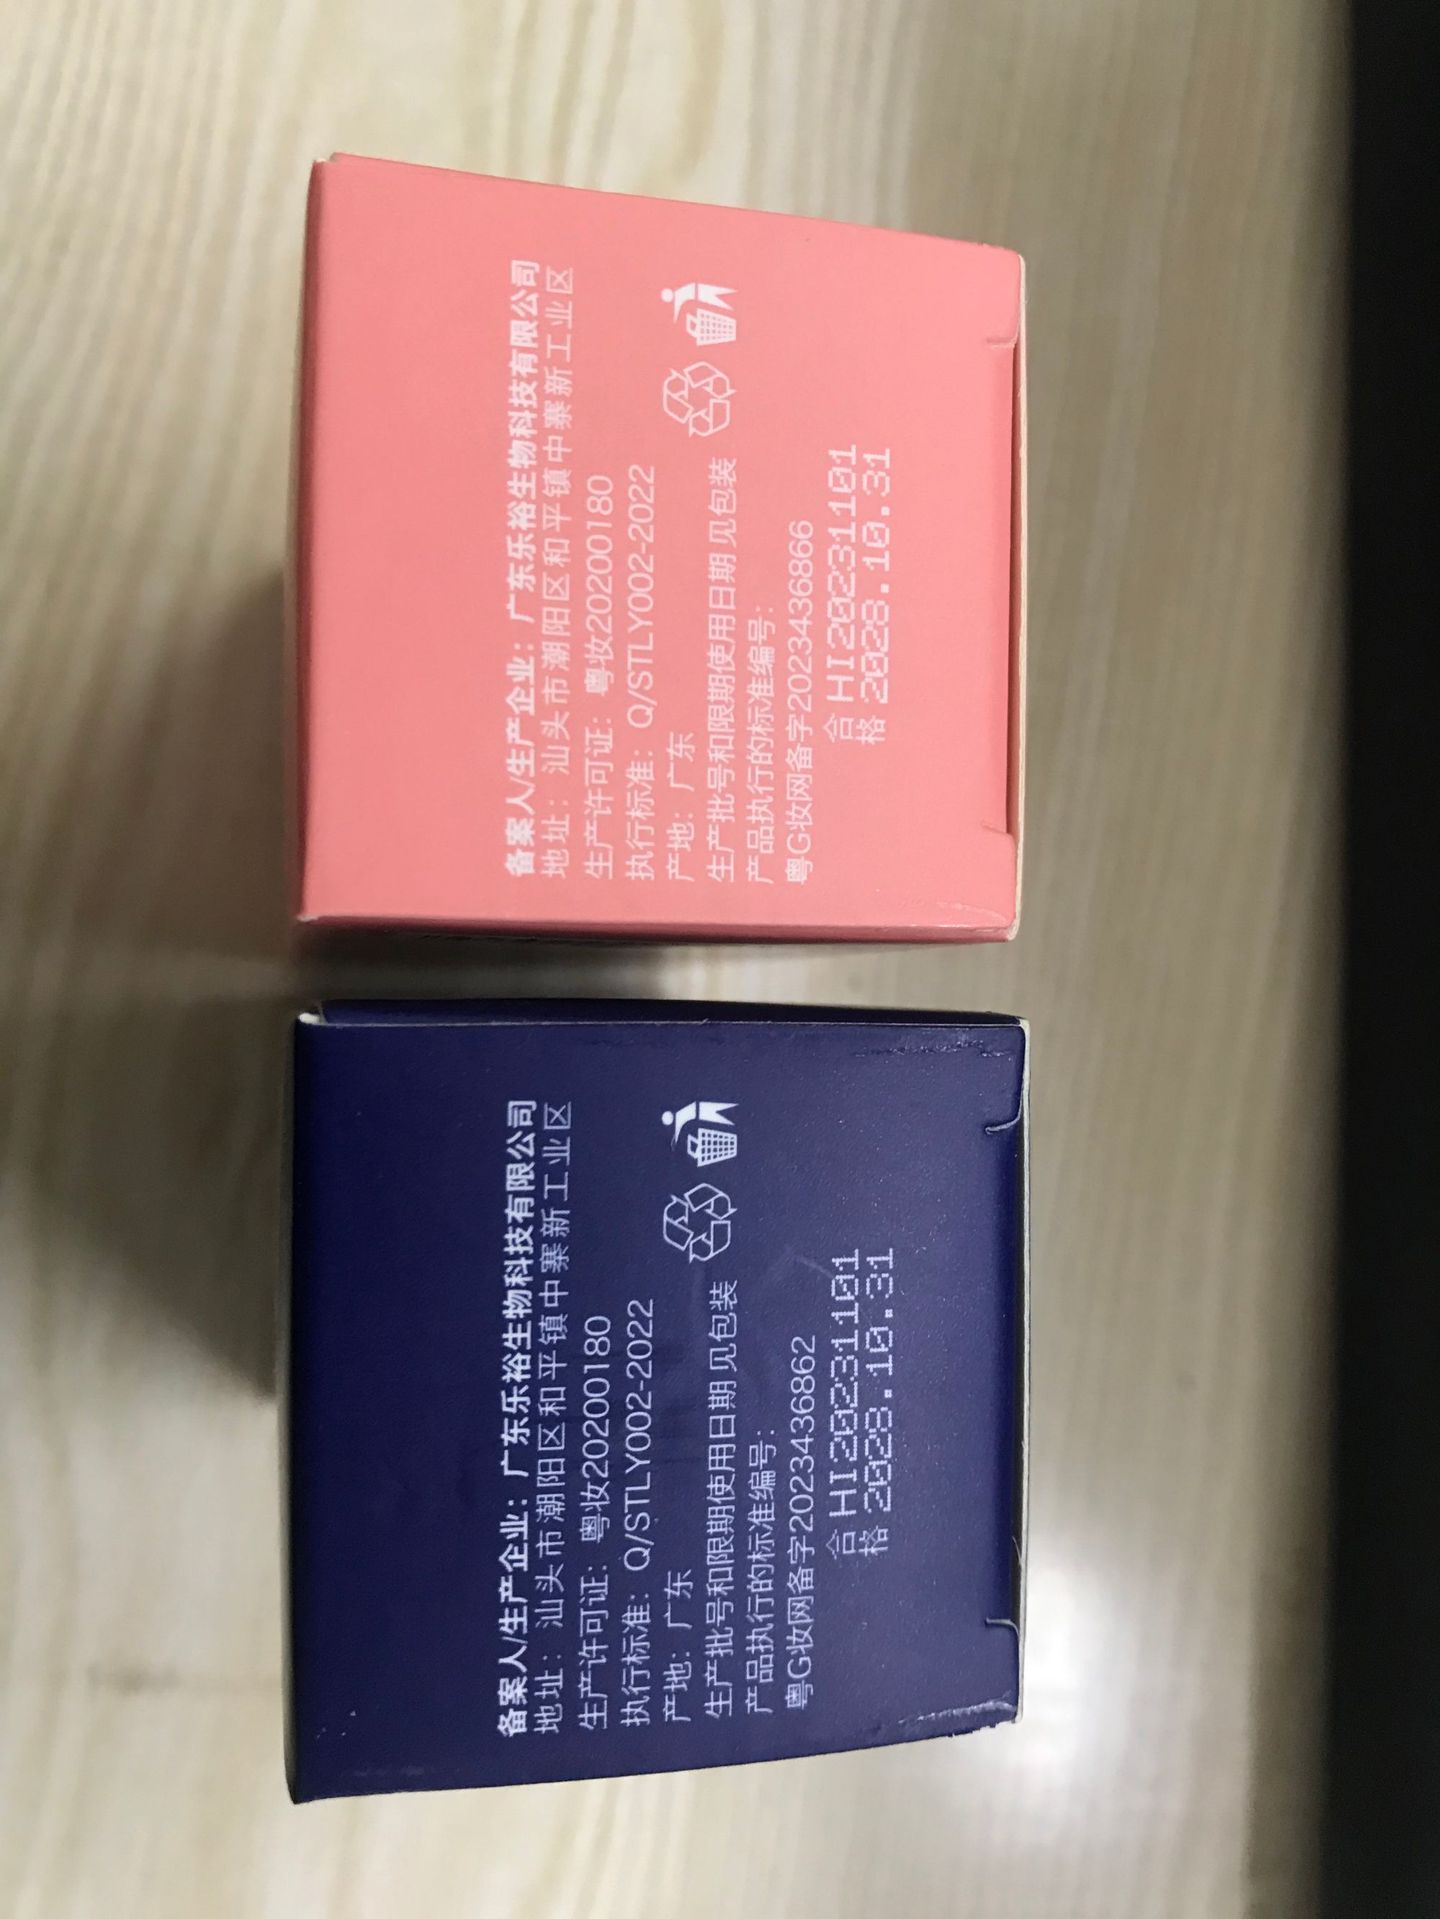 备案人/生产企业：广东乐裕生物科技有限公司
地址：汕头市潮阳区和平镇中寨新工业区
生产许可证：粤妆20200180
执行标准：Q/STLY002-2022
产地：广东
生产批号和限期使用日期 见包装
产品执行的标准编号：
粤G妆网备字2023436862
合 HI20231101
格 2028.10.31
备案人/生产企业：广东乐裕生物科技有限公司
地址：汕头市潮阳区和平镇中寨新工业区
生产许可证：粤妆20200180
执行标准：Q/STLY002-2022
产地：广东
生产批号和限期使用日期 见包装
产品执行的标准编号：
粤G妆网备字2023436866
合 HI20231101
格 2028.10.31